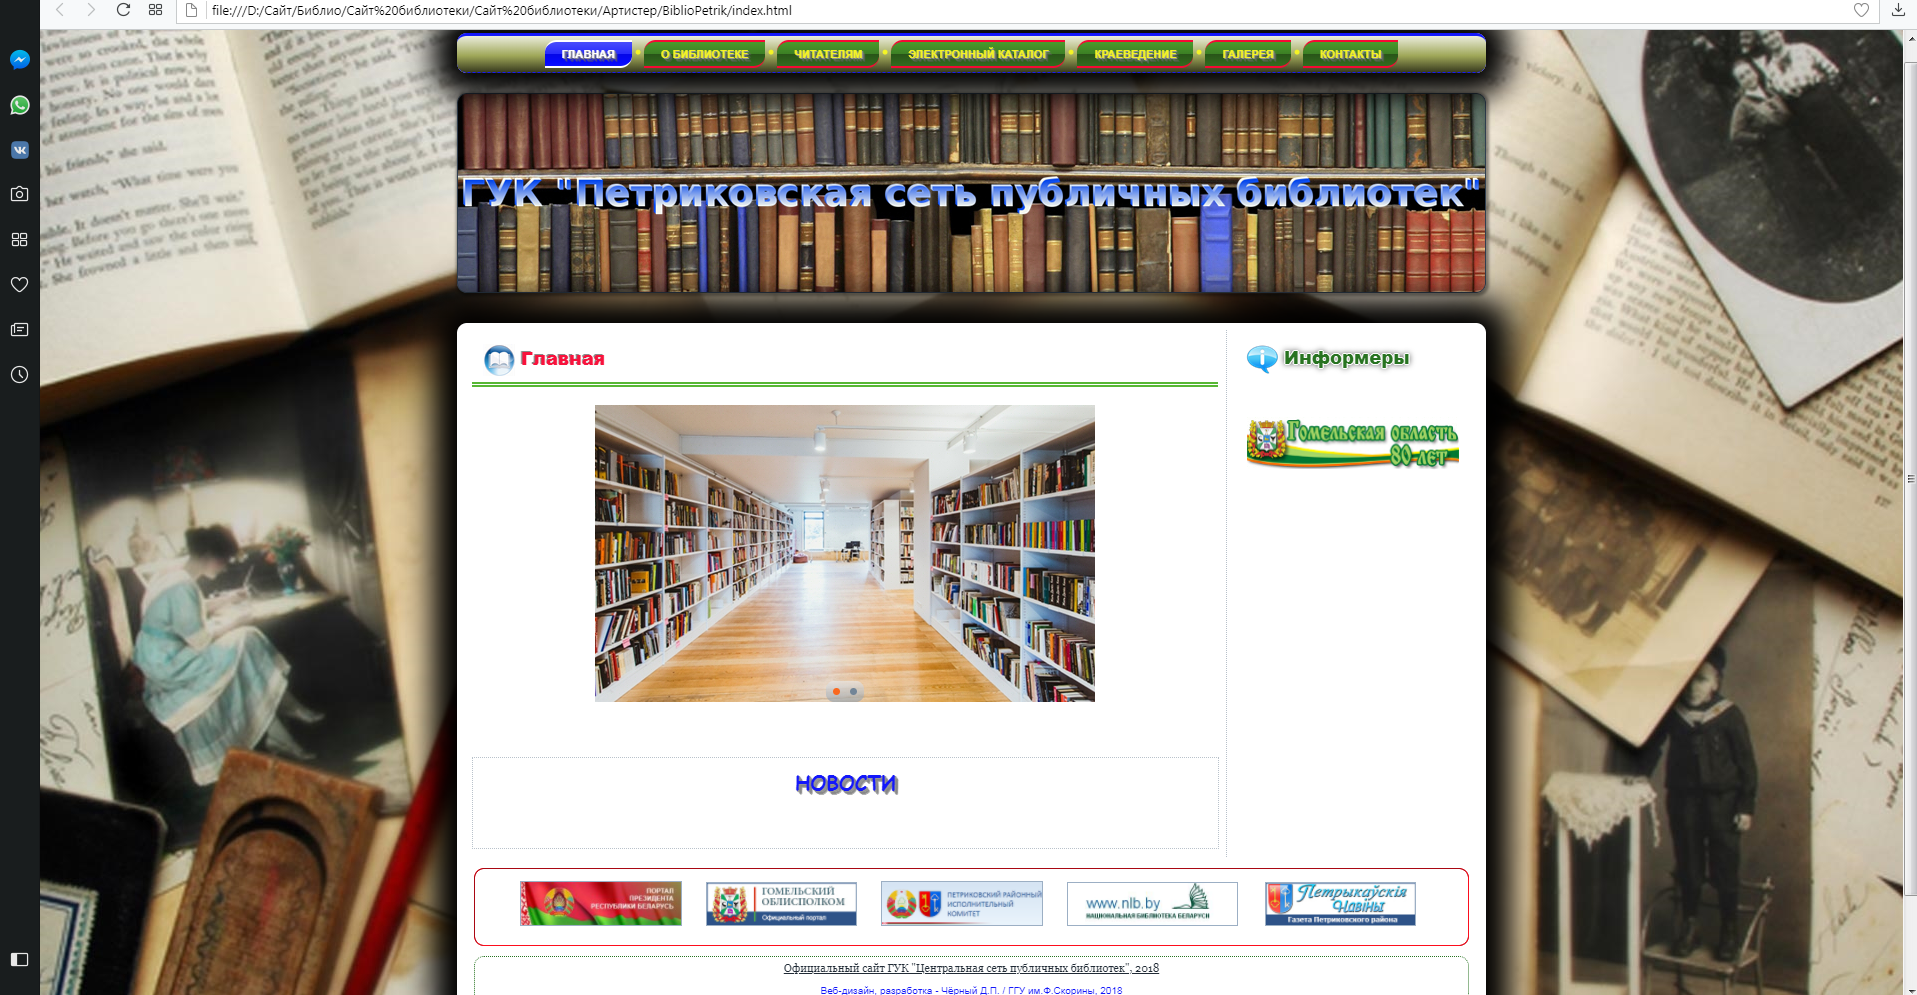 file:///D:/Сайт/Библио/Сайт%20библиотеки/Сайт%20библиотеки/Артистер/BiblioPetrik/index.html
ГЛАВНАЯ
О БИБЛИОТЕКЕ
ЧИТАТЕЛЯМ
ЭЛЕКТРОННЫЙ КАТАЛОГ
КРАЕВЕДЕНИЕ
ГАЛЕРЕЯ
КОНТАКТЫ
ГУК "Петриковская сеть публичных библиотек"
Главная
Информеры
Гомельская область
80 лет
НОВОСТИ
ПОРТАЛ
ПРЕЗИДЕНТА
РЕСПУБЛИКИ БЕЛАРУСЬ
ГОМЕЛЬСКИЙ
ОБЛИСПОЛКОМ
Официальный портал
ПЕТРИКОВСКИЙ РАЙОННЫЙ
ИСПОЛНИТЕЛЬНЫЙ
КОМИТЕТ
www.nlb.by
НАЦИОНАЛЬНАЯ БИБЛИОТЕКА БЕЛАРУСИ
Петрыкаўскія
Навіны
Газета Петриковского района
Официальный сайт ГУК "Центральная сеть публичных библиотек", 2018
Веб-дизайн, разработка - Чёрный Д.П. / ГГУ им.Ф.Скорины, 2018